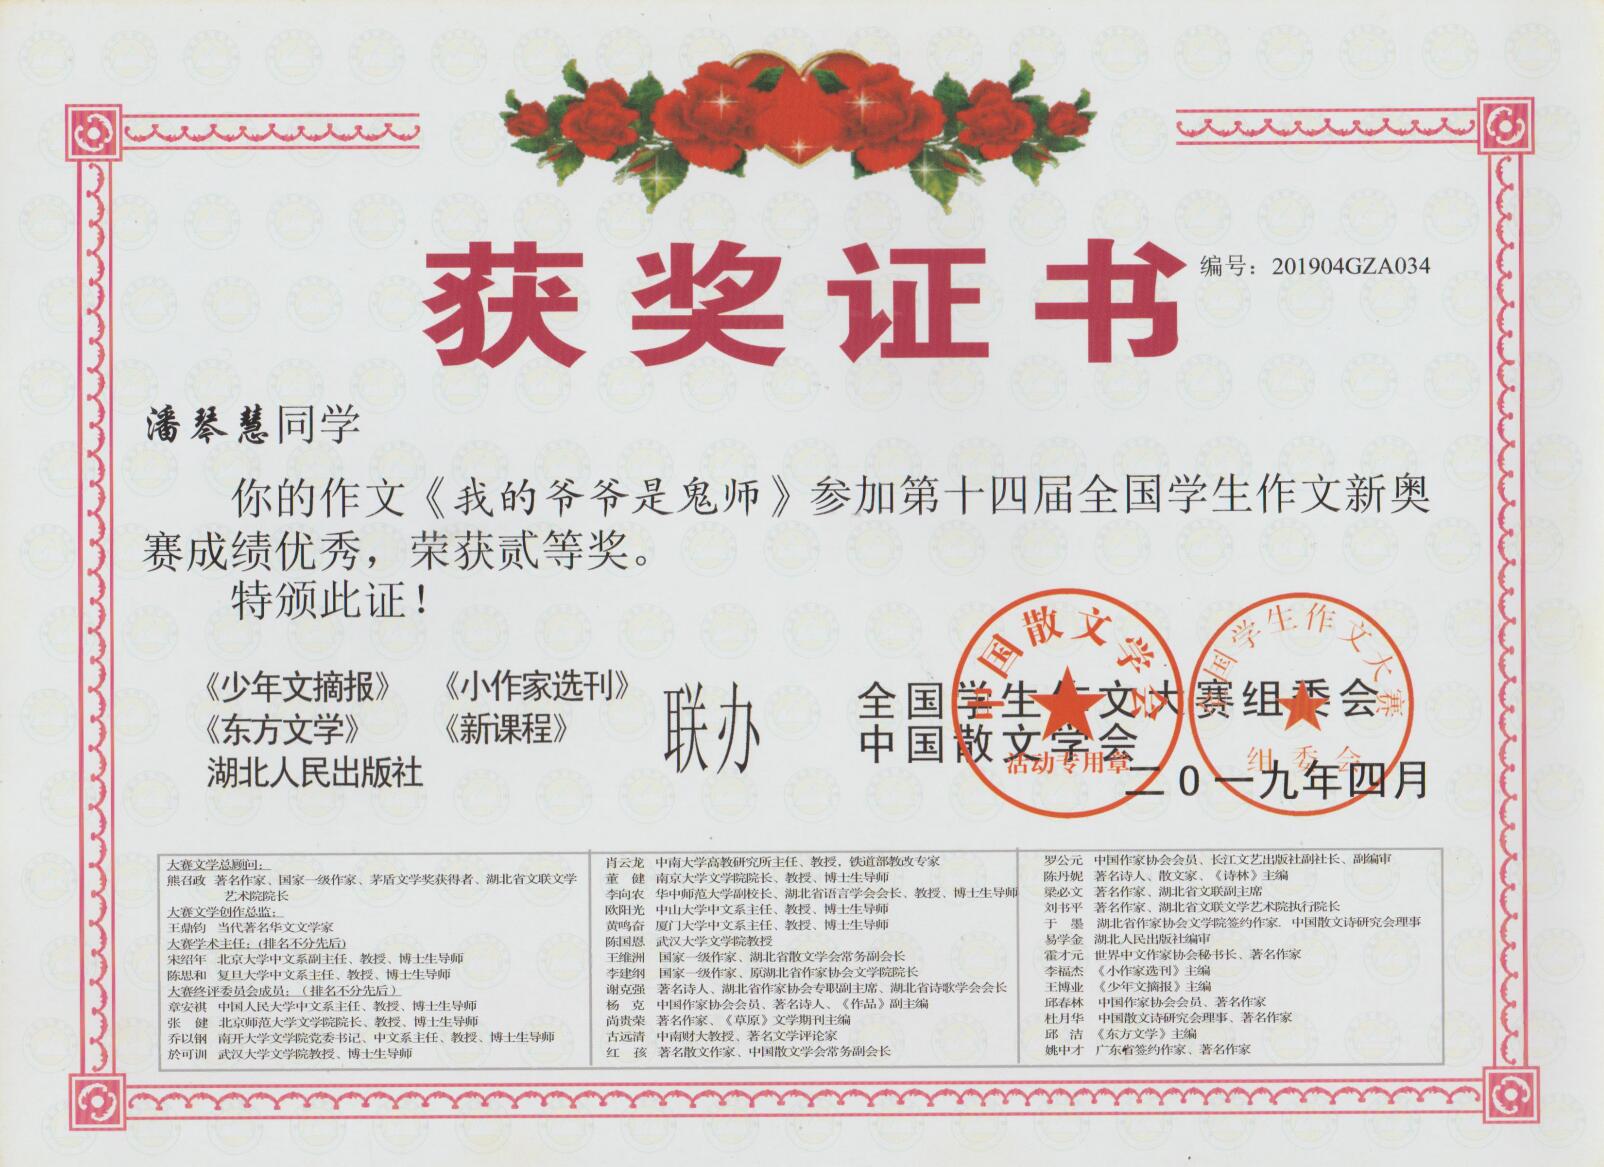 获奖证书
编号：201904GZA034
潘琴慧同学
你的作文《我的爷爷是鬼师》参加第十四届全国学生作文新奥
赛成绩优秀，荣获贰等奖。
特颁此证！
《少年文摘报》 《小作家选刊》
《东方文学》 《新课程》
湖北人民出版社
联办
全国学生作文大赛组委会
中国散文学会
二0一九年四月
中国散文学会
活动专用章
全国学生作文大赛
组委会
大赛文学总顾问：
熊召政 著名作家、国家一级作家、茅盾文学奖获得者、湖北省文联文学
艺术院院长
大赛文学创作总监：
王鼎钧 当代著名华文文学家
大赛学术主任：(排名不分先后)
宋绍年 北京大学中文系副主任、教授、博士生导师
陈思和 复旦大学中文系主任、教授、博士生导师
大赛终评委员会成员：（排名不分先后）
章安祺 中国人民大学中文系主任、教授、博士生导师
张 健 北京师范大学文学院院长、教授、博士生导师
乔以钢 南开大学文学院党委书记、中文系主任、教授、博士生导师
於可训 武汉大学文学院教授、博士生导师
肖云龙 中南大学高教研究所主任、教授，铁道部教改专家
董 健 南京大学文学院院长、教授、博士生导师
李向农 华中师范大学副校长、湖北省语言学会会长、教授、博士生导师
欧阳光 中山大学中文系主任、教授、博士生导师
黄鸣奋 厦门大学中文系主任、教授、博士生导师
陈国恩 武汉大学文学院教授
王维洲 国家一级作家、湖北省散文学会常务副会长
李建纲 国家一级作家、原湖北省作家协会文学院院长
谢克强 著名诗人、湖北省作家协会专职副主席、湖北省诗歌学会会长
杨 克 中国作家协会会员、著名诗人、《作品》副主编
尚贵荣 著名作家、《草原》文学期刊主编
古远清 中南财大教授、著名文学评论家
红 孩 著名散文作家、中国散文学会常务副会长
罗公元 中国作家协会会员、长江文艺出版社副社长、副编审
陈丹妮 著名诗人、散文家、《诗林》主编
梁必文 著名作家、湖北省文联副主席
刘书平 著名作家、湖北省文联文学艺术院执行院长
于 墨 湖北省作家协会文学院签约作家．中国散文诗研究会理事
易学金 湖北人民出版社编审
霍才元 世界中文作家协会秘书长、著名作家
李福杰 《小作家选刊》主编
王博业 《少年文摘报》主编
邱春林 中国作家协会会员、著名作家
杜月华 中国散文诗研究会理事、著名作家
邱 洁 《东方文学》主编
姚中才 广东省签约作家、著名作家